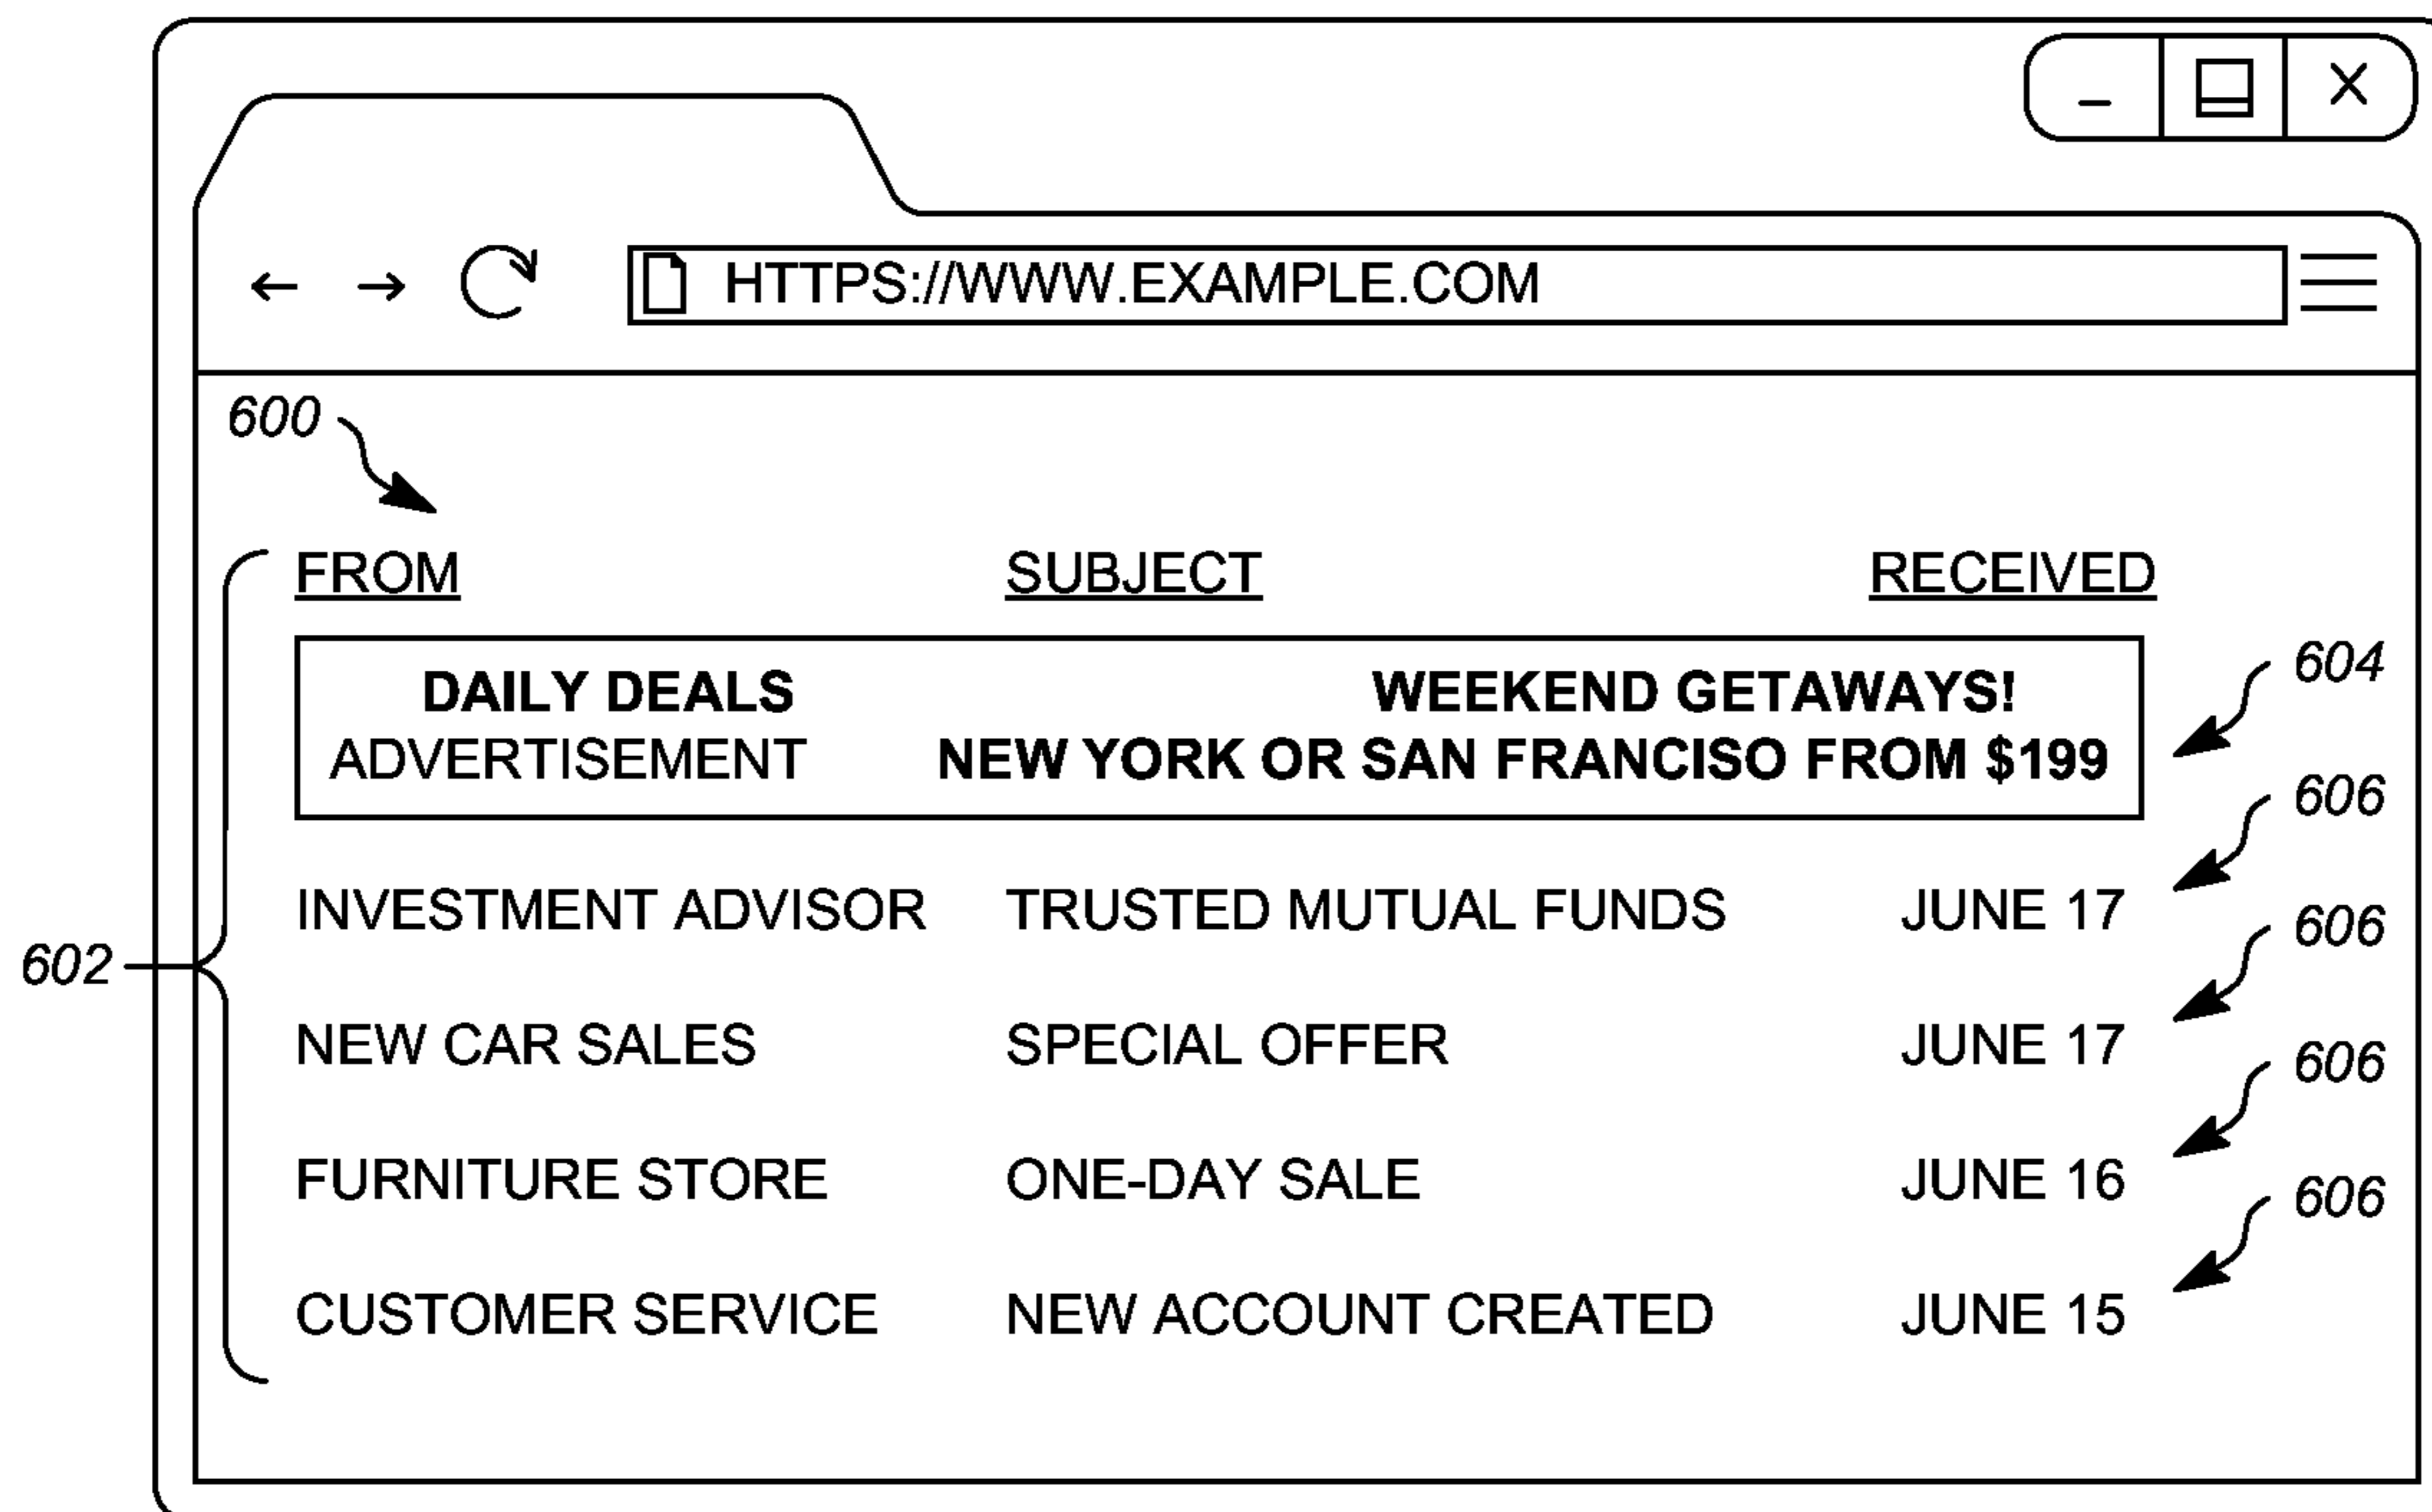 HTTPS://WWW.EXAMPLE.COM
600
FROM SUBJECT RECEIVED
DAILY DEALS WEEKEND GETAWAYS! 604
ADVERTISEMENT NEW YORK OR SAN FRANCISO FROM $199
606
INVESTMENT ADVISOR TRUSTED MUTUAL FUNDS JUNE 17 606
602
NEW CAR SALES SPECIAL OFFER JUNE 17 606
FURNITURE STORE ONE-DAY SALE JUNE 16 606
CUSTOMER SERVICE NEW ACCOUNT CREATED JUNE 15